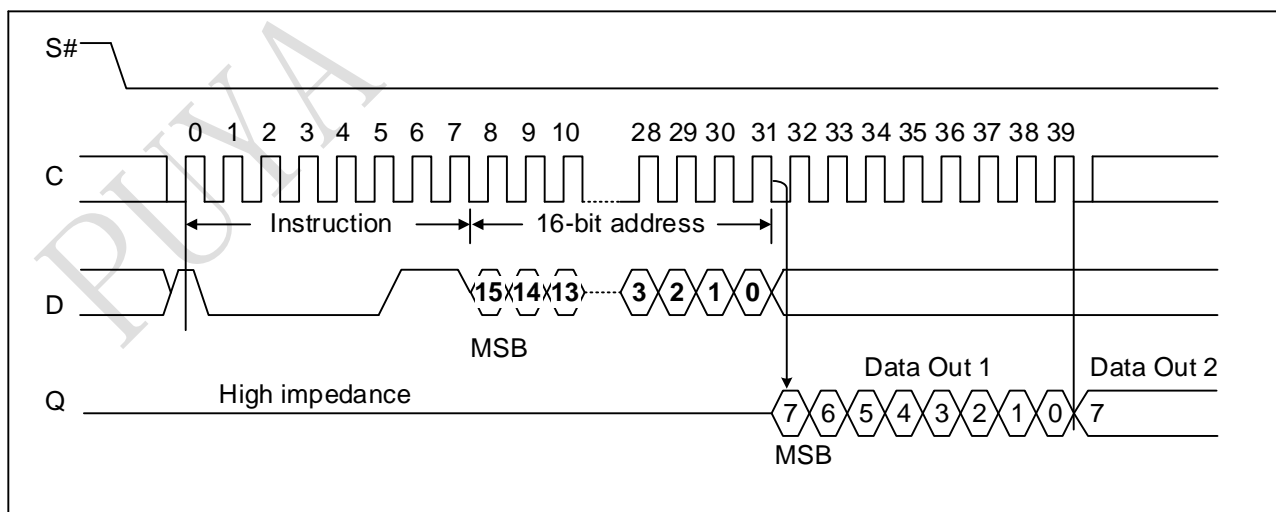 PUYA
S#
0 1 2 3 4 5 6 7 8 9 10 28 29 30 31 32 33 34 35 36 37 38 39
C
Instruction 16-bit address
D
15 14 13 3 2 1 0
MSB
Data Out 1 Data Out 2
High impedance
Q
7 6 5 4 3 2 1 0 7
MSB